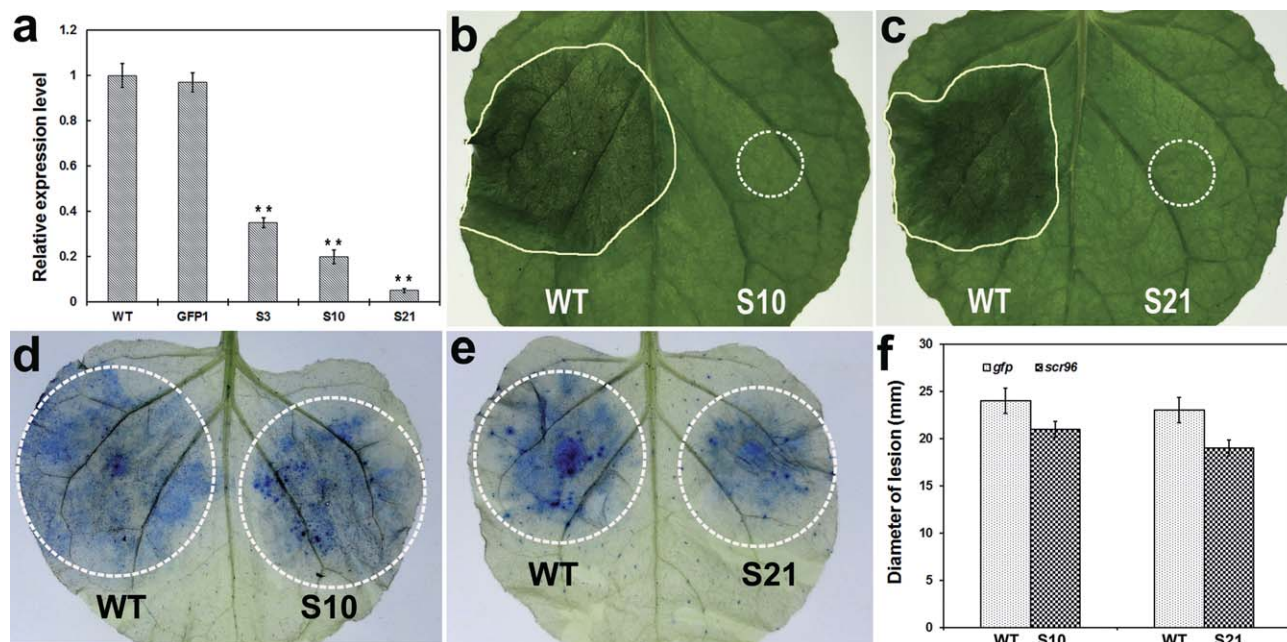 a
Relative expression level
1.2
1
0.8
0.6
0.4
0.2
0
**
**
**
WT GFP1 S3 S10 S21
b
WT S10
c
WT S21
d
WT S10
e
WT S21
f
Diameter of lesion (mm)
30
25
20
15
10
5
0
gfp scr96
WT S10 WT S21